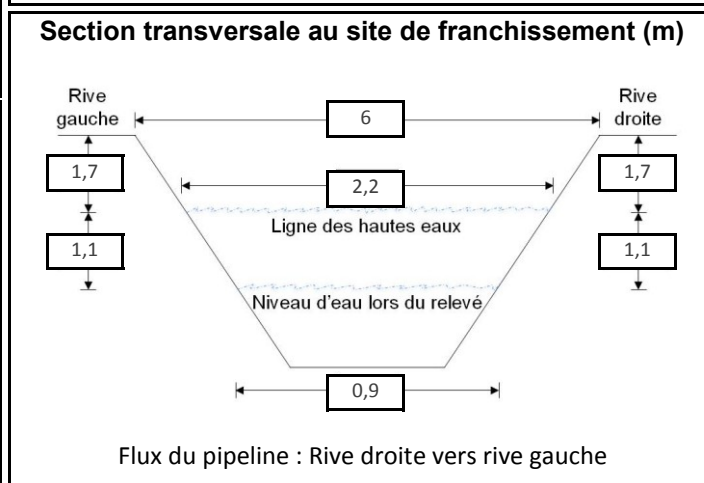 Section transversale au site de franchissement (m)
Rive
gauche
6
Rive
droite
1,7
2,2
1,7
Ligne des hautes eaux
1,1
1,1
Niveau d'eau lors du relevé
0,9
Flux du pipeline : Rive droite vers rive gauche